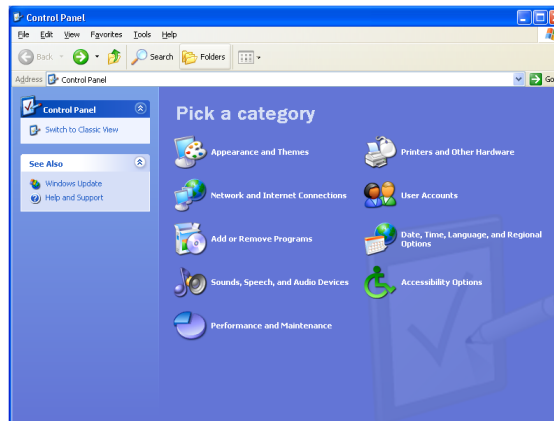 Control Panel
File Edit View Favorites Tools Help
Back Search Folders
Address Control Panel Go
Control Panel
Switch to Classic View
See Also
Windows Update
Help and Support
Pick a category
Appearance and Themes
Printers and Other Hardware
Network and Internet Connections
User Accounts
Add or Remove Programs
Date, Time, Language, and Regional
Options
Sounds, Speech, and Audio Devices
Accessibility Options
Performance and Maintenance